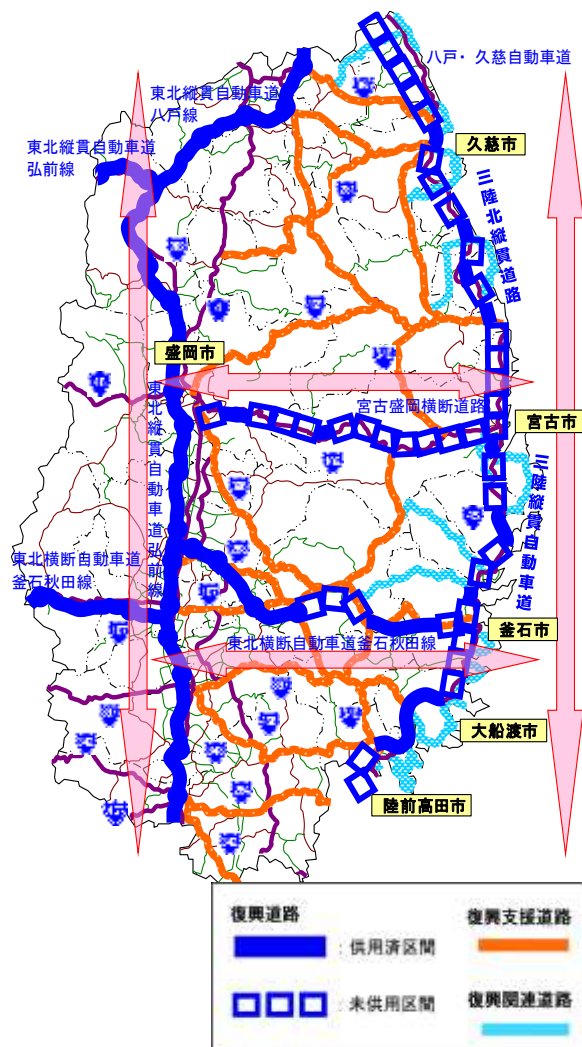 八戸・ 久慈自動車道
東北縦貫自動車道
八戸線
東北縦貫自動車道
弘前線
久慈市
三陸北縦貫道路
盛岡市
宮古盛岡横断道路
宮古市
東北縦貫自動車道弘前線
三陸縦貫自動車道
東北横断自動車道
釜石秋田線
釜石市
東北横断自動車道釜石秋田線
大船渡市
陸前高田市
復興道路
: 供用済区間
: 未供用区間
復興支援道路
復興関連道路